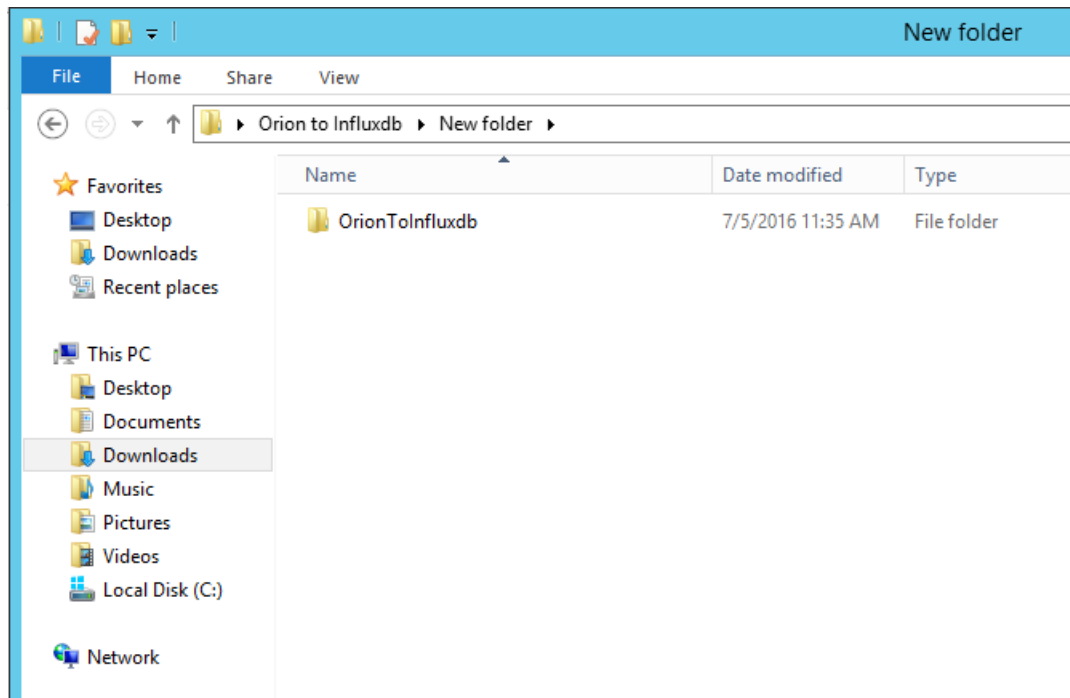 New folder
File Home Share View
Orion to Influxdb New folder
Name Date modified Type
Favorites
Desktop
Downloads
Recent places
This PC
Desktop
Documents
Downloads
Music
Pictures
Videos
Local Disk (C:)
Network
OrionToInfluxdb 7/5/2016 11:35 AM File folder